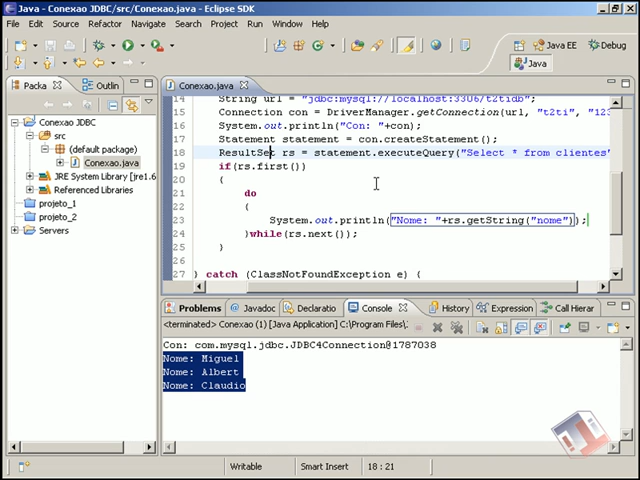 Java - Conexao JDBC/src/Conexao.java - Eclipse SDK
File Edit Source Refactor Navigate Search Project Run Window Help
Java EE Debug
Java
Packa Outlin
Conexao JDBC
src
(default package)
Conexao.java
JRE System Library [jre1.6
Referenced Libraries
projeto_1
projeto_2
Servers
Conexao.java
14 String url = "jdbc:mysql://localhost:3306/t2tidb";
15 Connection con = DriverManager.getConnection(url, "t2ti", "123
16 System.out.println("Con: "+con);
17 Statement statement = con.createStatement();
18 ResultSet rs = statement.executeQuery("Select * from clientes"
19 if(rs.first())
20 {
21 do
22 {
23 System.out.println("Nome: "+rs.getString("nome"));
24 }while(rs.next());
25 }
26
27 } catch (ClassNotFoundException e) {
Problems Javadoc Declaratio Console History Expression Call Hierar
<terminated> Conexao (1) [Java Application] C:\Program Files\
Con: com.mysql.jdbc.JDBC4Connection@1787038
Nome: Miguel
Nome: Albert
Nome: Claudio
Writable Smart Insert 18 : 21